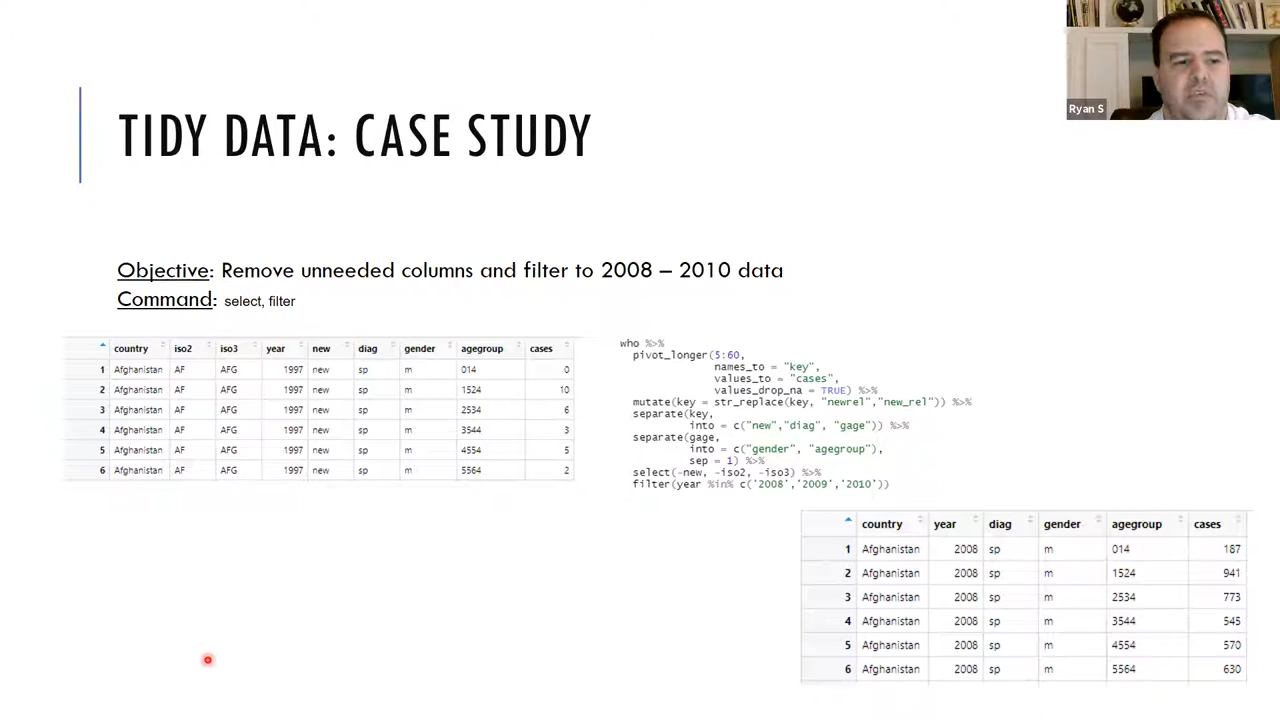 Ryan S
TIDY DATA: CASE STUDY
Objective: Remove unneeded columns and filter to 2008 – 2010 data
Command: select, filter
country iso2 iso3 year new diag gender agegroup cases
1 Afghanistan AF AFG 1997 new sp m 014 0
2 Afghanistan AF AFG 1997 new sp m 1524 10
3 Afghanistan AF AFG 1997 new sp m 2534 6
4 Afghanistan AF AFG 1997 new sp m 3544 3
5 Afghanistan AF AFG 1997 new sp m 4554 5
6 Afghanistan AF AFG 1997 new sp m 5564 2
who %>%
pivot_longer(5:60,
names_to = "key",
values_to = "cases",
values_drop_na = TRUE) %>%
mutate(key = str_replace(key, "newrel","new_rel")) %>%
separate(key,
into = c("new","diag", "gage")) %>%
separate(gage,
into = c("gender", "agegroup"),
sep = 1) %>%
select(-new, -iso2, -iso3) %>%
filter(year %in% c('2008','2009','2010'))
country year diag gender agegroup cases
1 Afghanistan 2008 sp m 014 187
2 Afghanistan 2008 sp m 1524 941
3 Afghanistan 2008 sp m 2534 773
4 Afghanistan 2008 sp m 3544 545
5 Afghanistan 2008 sp m 4554 570
6 Afghanistan 2008 sp m 5564 630